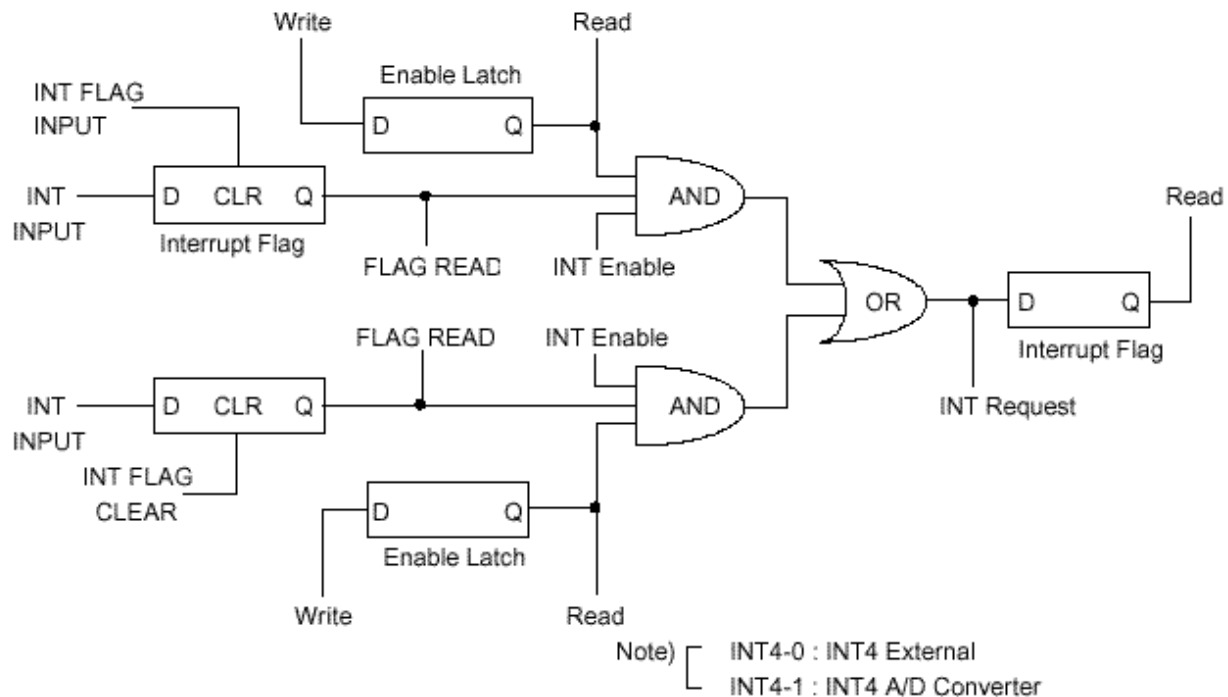 Write
Read
Enable Latch
D Q
INT FLAG
INPUT
INT
INPUT
D CLR Q
Interrupt Flag
FLAG READ
INT Enable
AND
OR
Read
D Q
Interrupt Flag
INT Request
FLAG READ
INT Enable
INT
INPUT
D CLR Q
AND
INT FLAG
CLEAR
D Q
Enable Latch
Write
Read
Note) INT4-0 : INT4 External
INT4-1 : INT4 A/D Converter